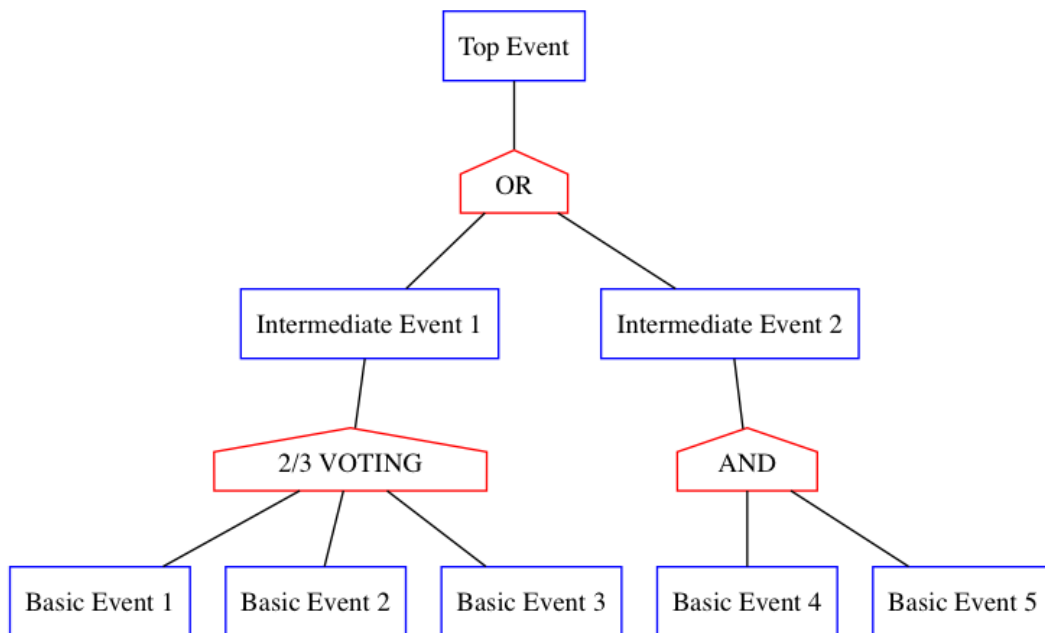 Top Event
OR
Intermediate Event 1
Intermediate Event 2
2/3 VOTING
AND
Basic Event 1
Basic Event 2
Basic Event 3
Basic Event 4
Basic Event 5